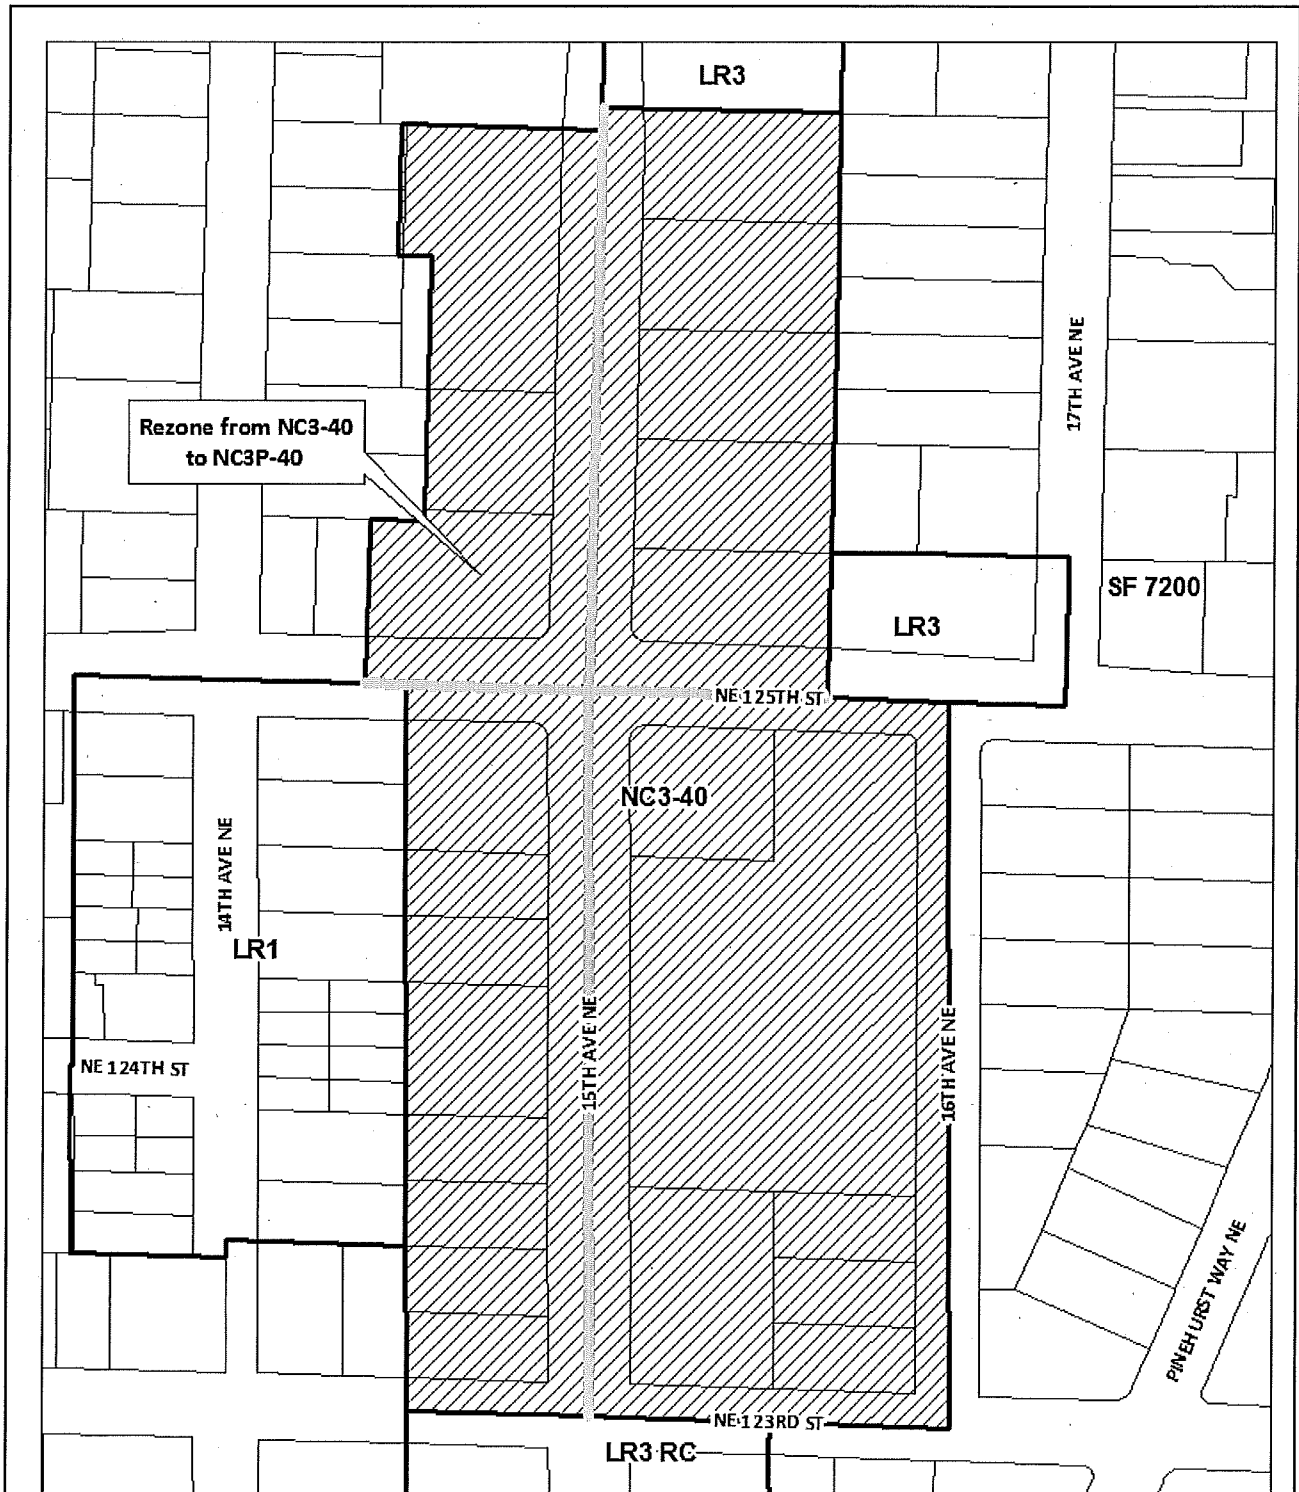 LR3
17TH AVE NE
Rezone from NC3-40
to NC3P-40
SF 7200
LR3
NE 125TH ST
NC3-40
14TH AVE NE
LR1
15TH AVE NE
16TH AVE NE
NE 124TH ST
PINEHURST WAY NE
NE 123RD ST
LR3 RC